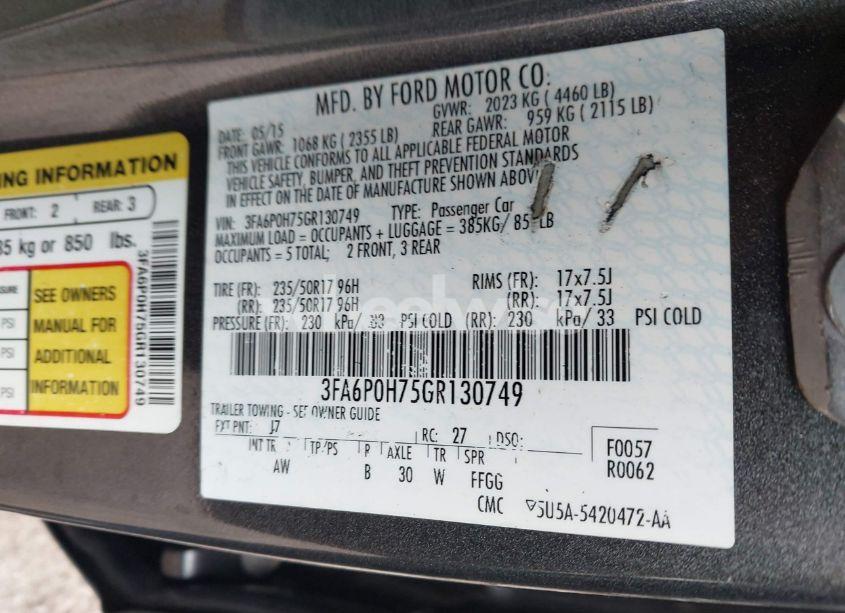 NG INFORMATION
FRONT: 2 REAR: 3
85 kg or 850 lbs.
PSI
PSI
PSI
SEE OWNERS
MANUAL FOR
ADDITIONAL
INFORMATION
3FA6P0H75GR130749
MFD. BY FORD MOTOR CO:
DATE: 05/15 GVWR: 2023 KG ( 4460 LB)
FRONT GAWR: 1068 KG ( 2355 LB) REAR GAWR: 959 KG ( 2115 LB)
THIS VEHICLE CONFORMS TO ALL APPLICABLE FEDERAL MOTOR
VEHICLE SAFETY, BUMPER, AND THEFT PREVENTION STANDARDS
IN EFFECT ON THE DATE OF MANUFACTURE SHOWN ABOVE
VIN: 3FA6P0H75GR130749 TYPE: Passenger Car
MAXIMUM LOAD = OCCUPANTS + LUGGAGE = 385KG/ 85 LB
OCCUPANTS = 5 TOTAL; 2 FRONT, 3 REAR
TIRE (FR): 235/50R17 96H RIMS (FR): 17x7.5J
(RR): 235/50R17 96H (RR): 17x7.5J
PRESSURE (FR): 230 kPa/ 33 PSI COLD (RR): 230 kPa/ 33 PSI COLD
3FA6P0H75GR130749
TRAILER TOWING - SEE OWNER GUIDE
EXT PNT: J7 RC: 27 DSO:
INT TR TP/PS R AXLE TR SPR
AW B 30 W FFGG
CMC
F0057
R0062
5U5A-5420472-AA